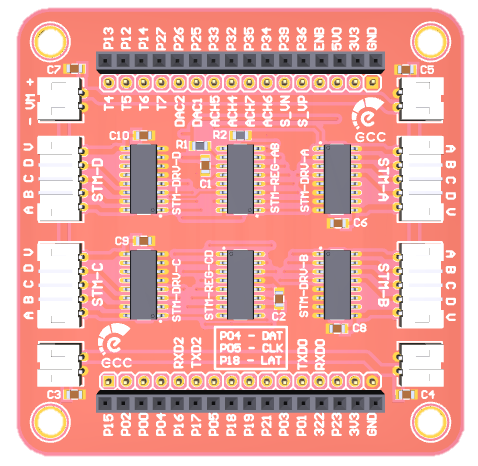 P13 P12 P14 P27 P26 P25 P33 P32 P35 P34 P39 P36 ENB 5V0 3V3 GND
C7 C5
+ VM -
T4 T5 T6 T7 DAC2 DAC1 ACH5 ACH4 ACH7 ACH6 S_VN S_VP
GCC
C10 R1 R2 C1
A B C D V
STM-D
STM-DRV-D
STM-REG-AB
STM-DRV-A
STM-A
A B C D V
C6
C9
A B C D V
STM-C
STM-DRV-C
STM-REG-CD
STM-DRV-B
STM-B
A B C D V
C2 C8
GCC
P04 - DAT
P05 - CLK
P18 - LAT
RXD2 TXD2 TXD0 RXD0
C3 C4
P15 P02 P00 P04 P16 P17 P05 P18 P19 P21 P03 P01 322 P23 3V3 GND